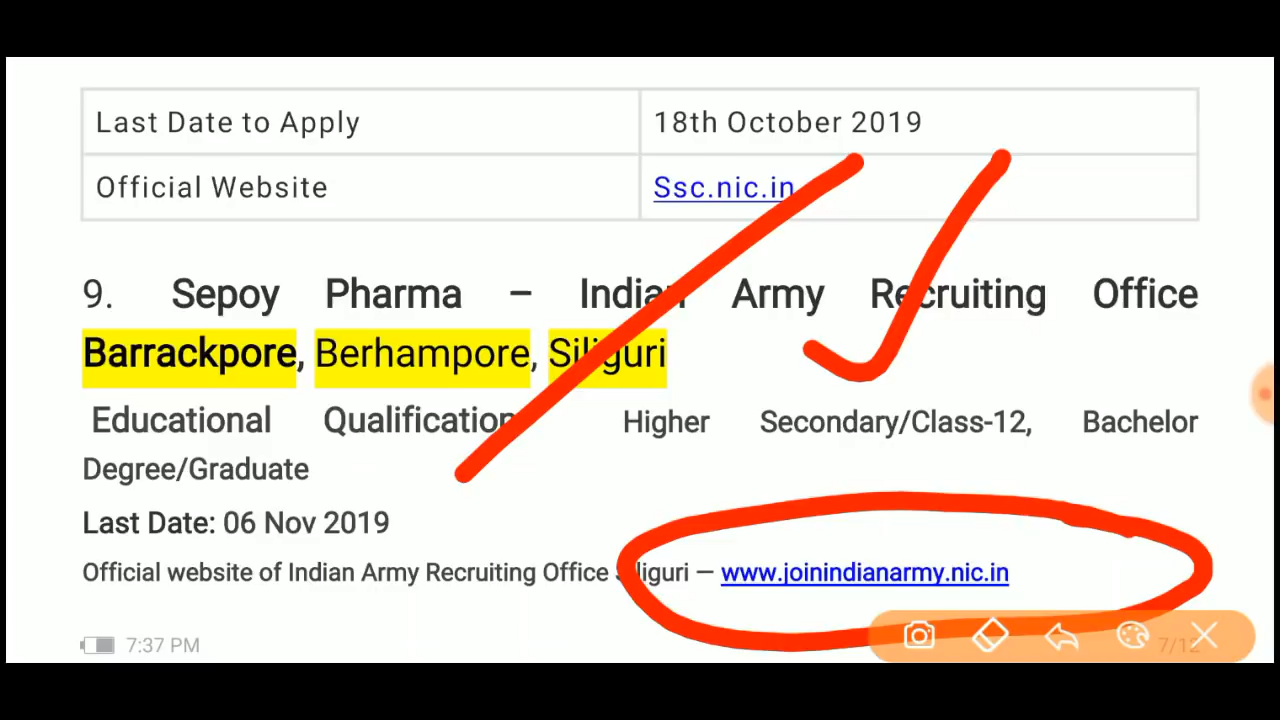 Last Date to Apply 18th October 2019
Official Website Ssc.nic.in
9. Sepoy Pharma – Indian Army Recruiting Office
Barrackpore, Berhampore, Siliguri
Educational Qualification Higher Secondary/Class-12, Bachelor
Degree/Graduate
Last Date: 06 Nov 2019
Official website of Indian Army Recruiting Office Siliguri – www.joinindianarmy.nic.in
7:37 PM 7/12